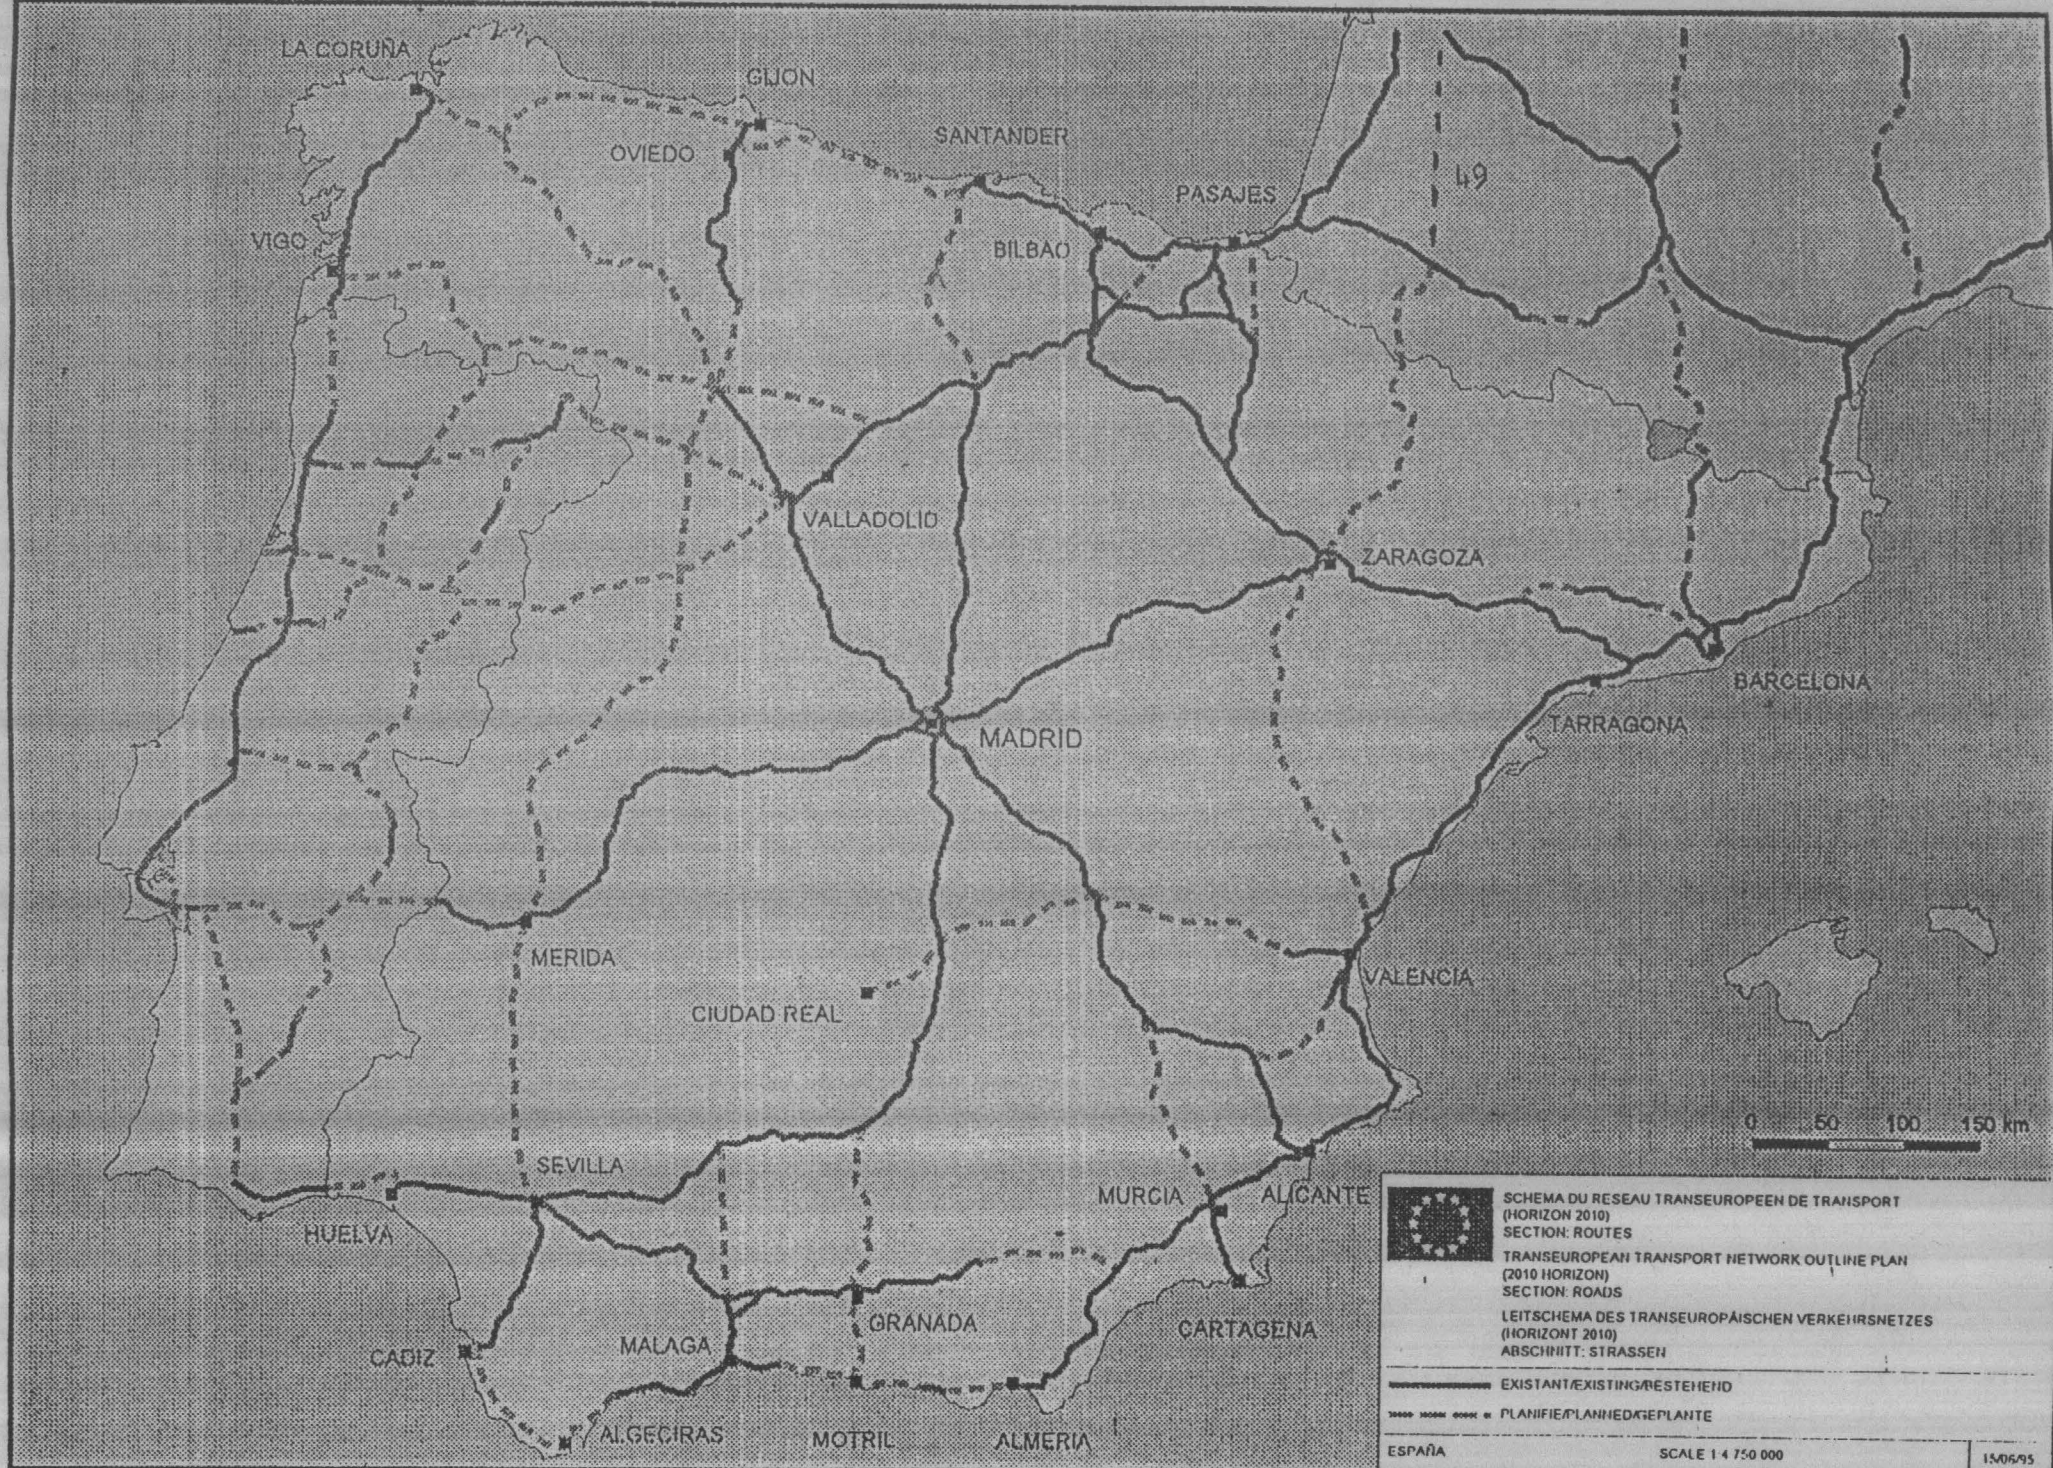 LA CORUÑA
GIJON
OVIEDO
SANTANDER
PASAJES
49
VIGO
BILBAO
VALLADOLID
ZARAGOZA
BARCELONA
TARRAGONA
MADRID
MERIDA
VALENCIA
CIUDAD REAL
0 50 100 150 km
SEVILLA
MURCIA
ALICANTE
HUELVA
GRANADA
CARTAGENA
MALAGA
CADIZ
ALGECIRAS
MOTRIL
ALMERIA
SCHEMA DU RESEAU TRANSEUROPEEN DE TRANSPORT
(HORIZON 2010)
SECTION: ROUTES
TRANSEUROPEAN TRANSPORT NETWORK OUTLINE PLAN
(2010 HORIZON)
SECTION: ROADS
LEITSCHEMA DES TRANSEUROPÄISCHEN VERKEHRSNETZES
(HORIZONT 2010)
ABSCHNITT: STRASSEN
EXISTANT/EXISTING/BESTEHEND
PLANIFIE/PLANNED/GEPLANTE
ESPAÑA
SCALE 1:4 750 000
15/06/95